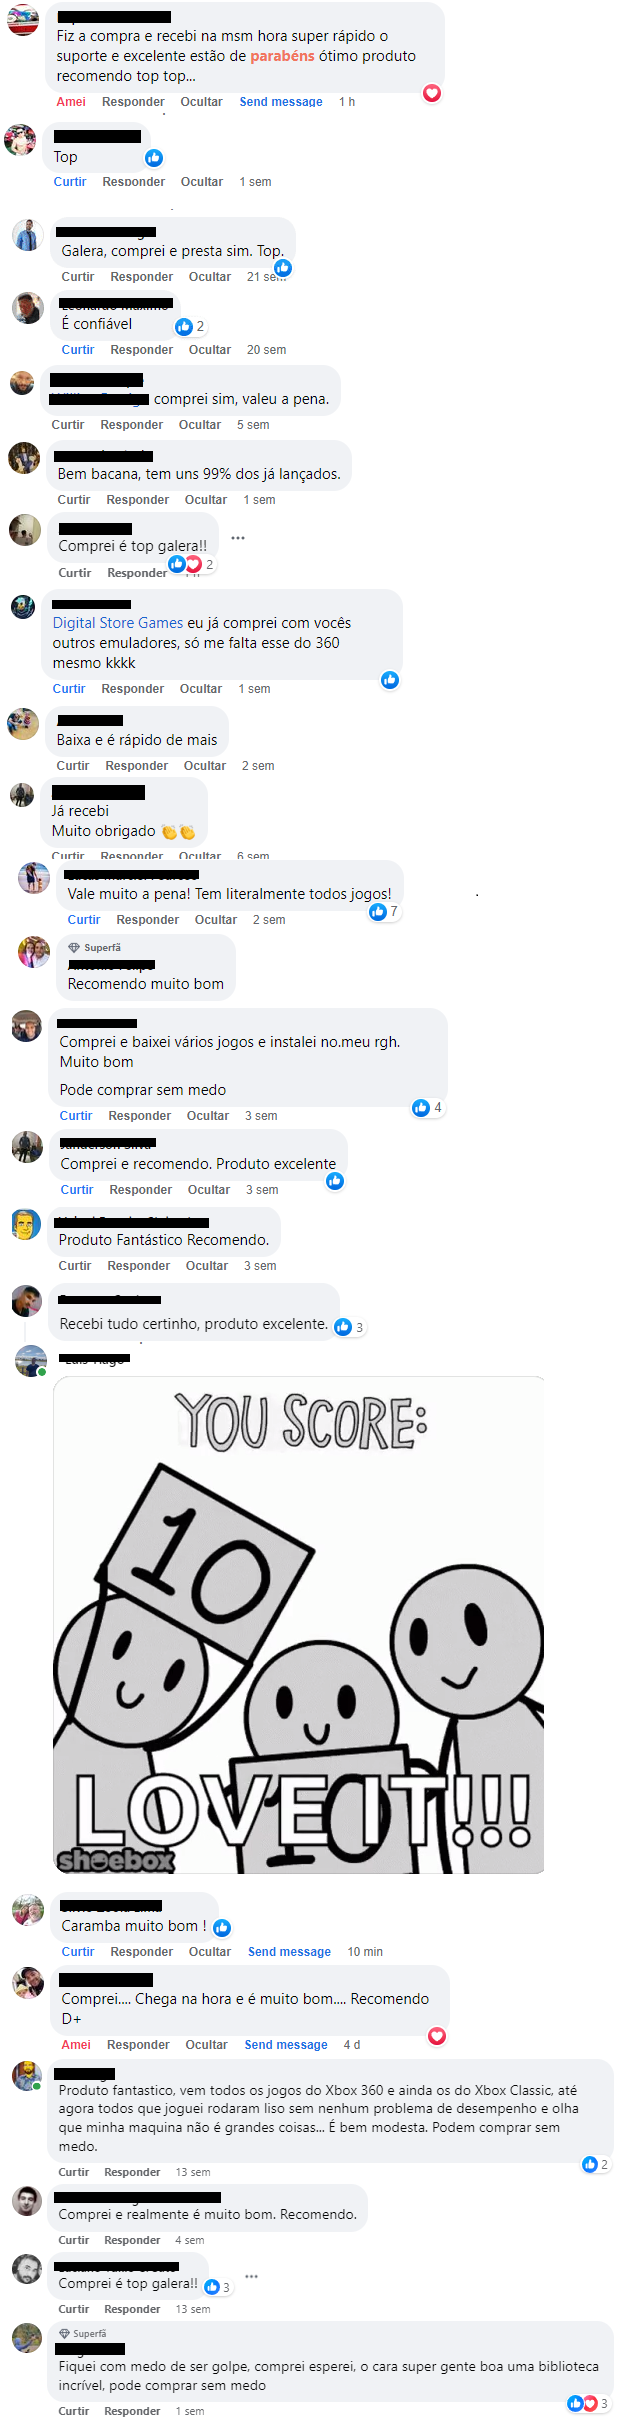 Fiz a compra e recebi na msm hora super rápido o
suporte e excelente estão de parabéns ótimo produto
recomendo top top...
Amei Responder Ocultar Send message 1 h
Top
Curtir Responder Ocultar 1 sem
Galera, comprei e presta sim. Top.
Curtir Responder Ocultar 21 sem
É confiável
2
Curtir Responder Ocultar 20 sem
comprei sim, valeu a pena.
Curtir Responder Ocultar 5 sem
Bem bacana, tem uns 99% dos já lançados.
Curtir Responder Ocultar 1 sem
Comprei é top galera!!
2
Curtir Responder
Digital Store Games eu já comprei com vocês
outros emuladores, só me falta esse do 360
mesmo kkkk
Curtir Responder Ocultar 1 sem
Baixa e é rápido de mais
Curtir Responder Ocultar 2 sem
Já recebi
Muito obrigado 👏👏
Curtir Responder Ocultar 6 sem
Vale muito a pena! Tem literalmente todos jogos!
7
Curtir Responder Ocultar 2 sem
Superfã
Recomendo muito bom
Comprei e baixei vários jogos e instalei no.meu rgh.
Muito bom
Pode comprar sem medo
4
Curtir Responder Ocultar 3 sem
Comprei e recomendo. Produto excelente
Curtir Responder Ocultar 3 sem
Produto Fantástico Recomendo.
Curtir Responder Ocultar 3 sem
Recebi tudo certinho, produto excelente.
3
YOU SCORE:
10
10
LOVE IT!!!
shoebox
Caramba muito bom !
Curtir Responder Ocultar Send message 10 min
Comprei.... Chega na hora e é muito bom.... Recomendo
D+
Amei Responder Ocultar Send message 4 d
Produto fantastico, vem todos os jogos do Xbox 360 e ainda os do Xbox Classic, até
agora todos que joguei rodaram liso sem nenhum problema de desempenho e olha
que minha maquina não é grandes coisas... É bem modesta. Podem comprar sem
medo.
2
Curtir Responder 13 sem
Comprei e realmente é muito bom. Recomendo.
Curtir Responder 4 sem
Comprei é top galera!!
3
Curtir Responder 13 sem
Superfã
Fiquei com medo de ser golpe, comprei esperei, o cara super gente boa uma biblioteca
incrível, pode comprar sem medo
3
Curtir Responder 1 sem